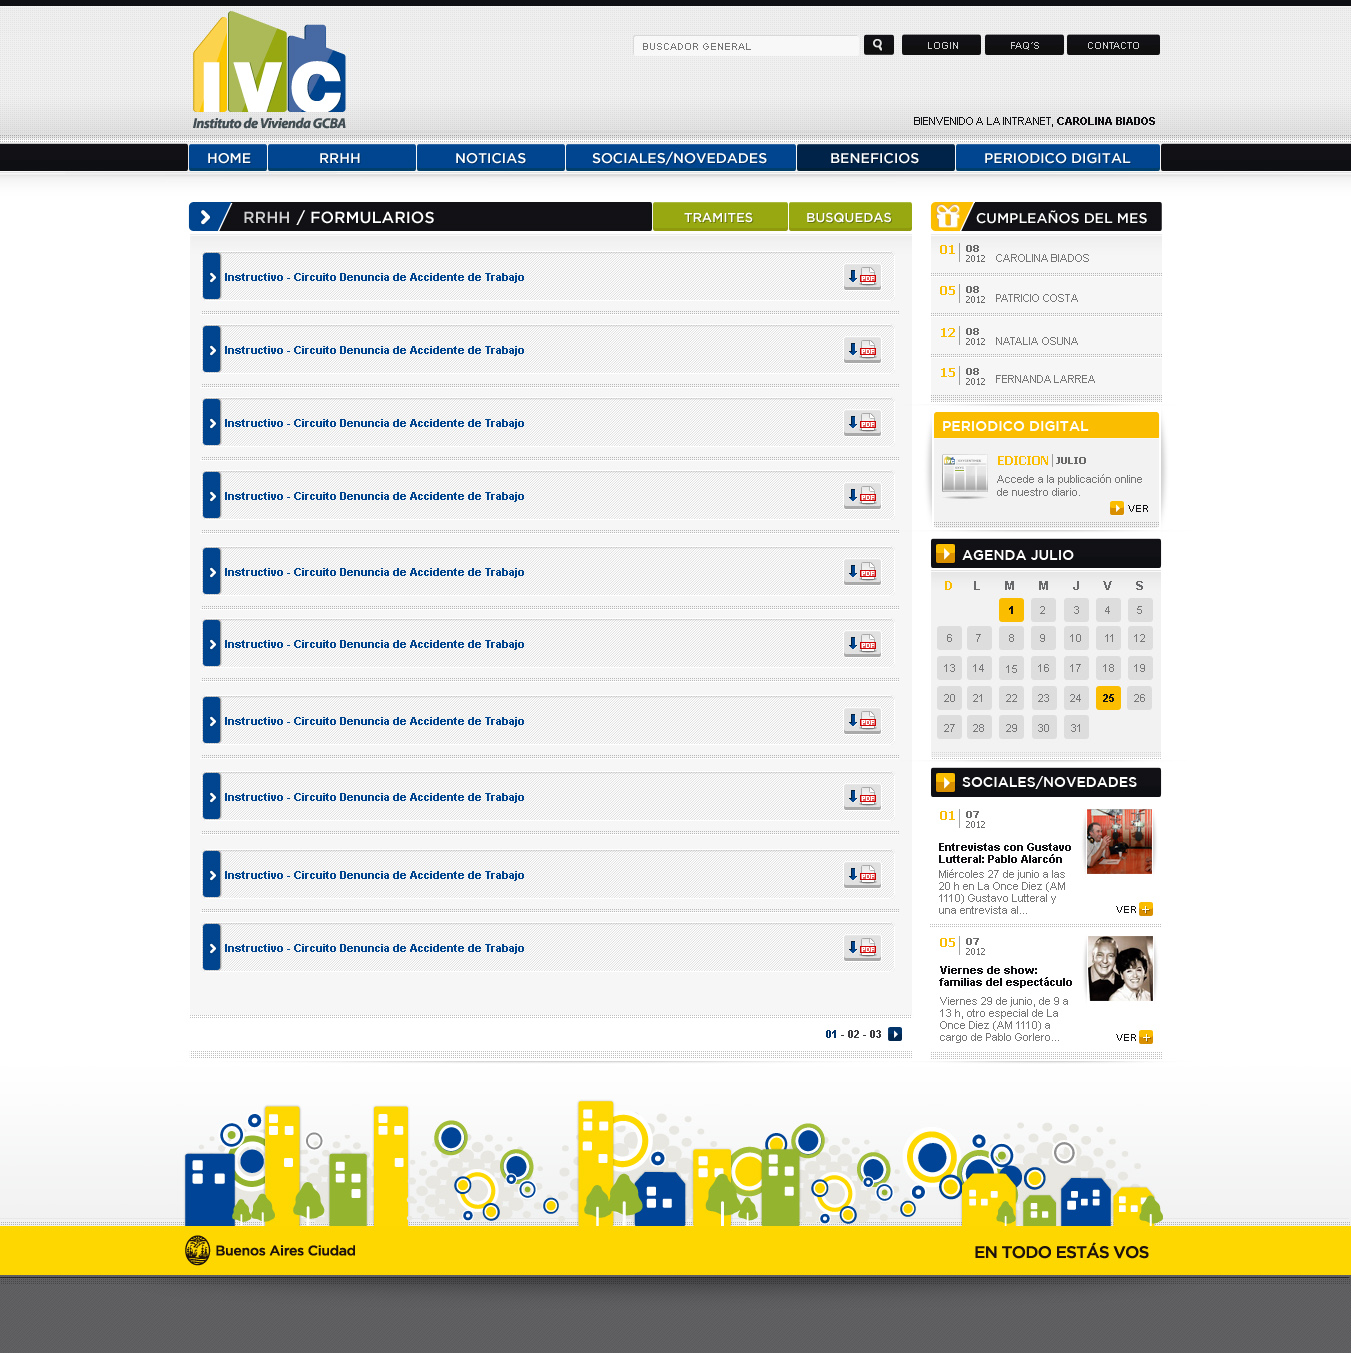 ivc
Instituto de Vivienda GCBA
BUSCADOR GENERAL
LOGIN
FAQ'S
CONTACTO
BIENVENIDO A LA INTRANET, CAROLINA BIADOS
HOME
RRHH
NOTICIAS
SOCIALES/NOVEDADES
BENEFICIOS
PERIODICO DIGITAL
RRHH / FORMULARIOS
TRAMITES
BUSQUEDAS
Instructivo - Circuito Denuncia de Accidente de Trabajo
PDF
Instructivo - Circuito Denuncia de Accidente de Trabajo
PDF
Instructivo - Circuito Denuncia de Accidente de Trabajo
PDF
Instructivo - Circuito Denuncia de Accidente de Trabajo
PDF
Instructivo - Circuito Denuncia de Accidente de Trabajo
PDF
Instructivo - Circuito Denuncia de Accidente de Trabajo
PDF
Instructivo - Circuito Denuncia de Accidente de Trabajo
PDF
Instructivo - Circuito Denuncia de Accidente de Trabajo
PDF
Instructivo - Circuito Denuncia de Accidente de Trabajo
PDF
Instructivo - Circuito Denuncia de Accidente de Trabajo
PDF
01 - 02 - 03
CUMPLEAÑOS DEL MES
01 08
2012 CAROLINA BIADOS
05 08
2012 PATRICIO COSTA
12 08
2012 NATALIA OSUNA
15 08
2012 FERNANDA LARREA
PERIODICO DIGITAL
EDICION JULIO
Accede a la publicación online
de nuestro diario.
VER
AGENDA JULIO
D L M M J V S
1 2 3 4 5
6 7 8 9 10 11 12
13 14 15 16 17 18 19
20 21 22 23 24 25 26
27 28 29 30 31
SOCIALES/NOVEDADES
01 07
2012
Entrevistas con Gustavo
Lutteral: Pablo Alarcón
Miércoles 27 de junio a las
20 h en La Once Diez (AM
1110) Gustavo Lutteral y
una entrevista al...
VER
05 07
2012
Viernes de show:
familias del espectáculo
Viernes 29 de junio, de 9 a
13 h, otro especial de La
Once Diez (AM 1110) a
cargo de Pablo Gorlero...
VER
Buenos Aires Ciudad
EN TODO ESTÁS VOS